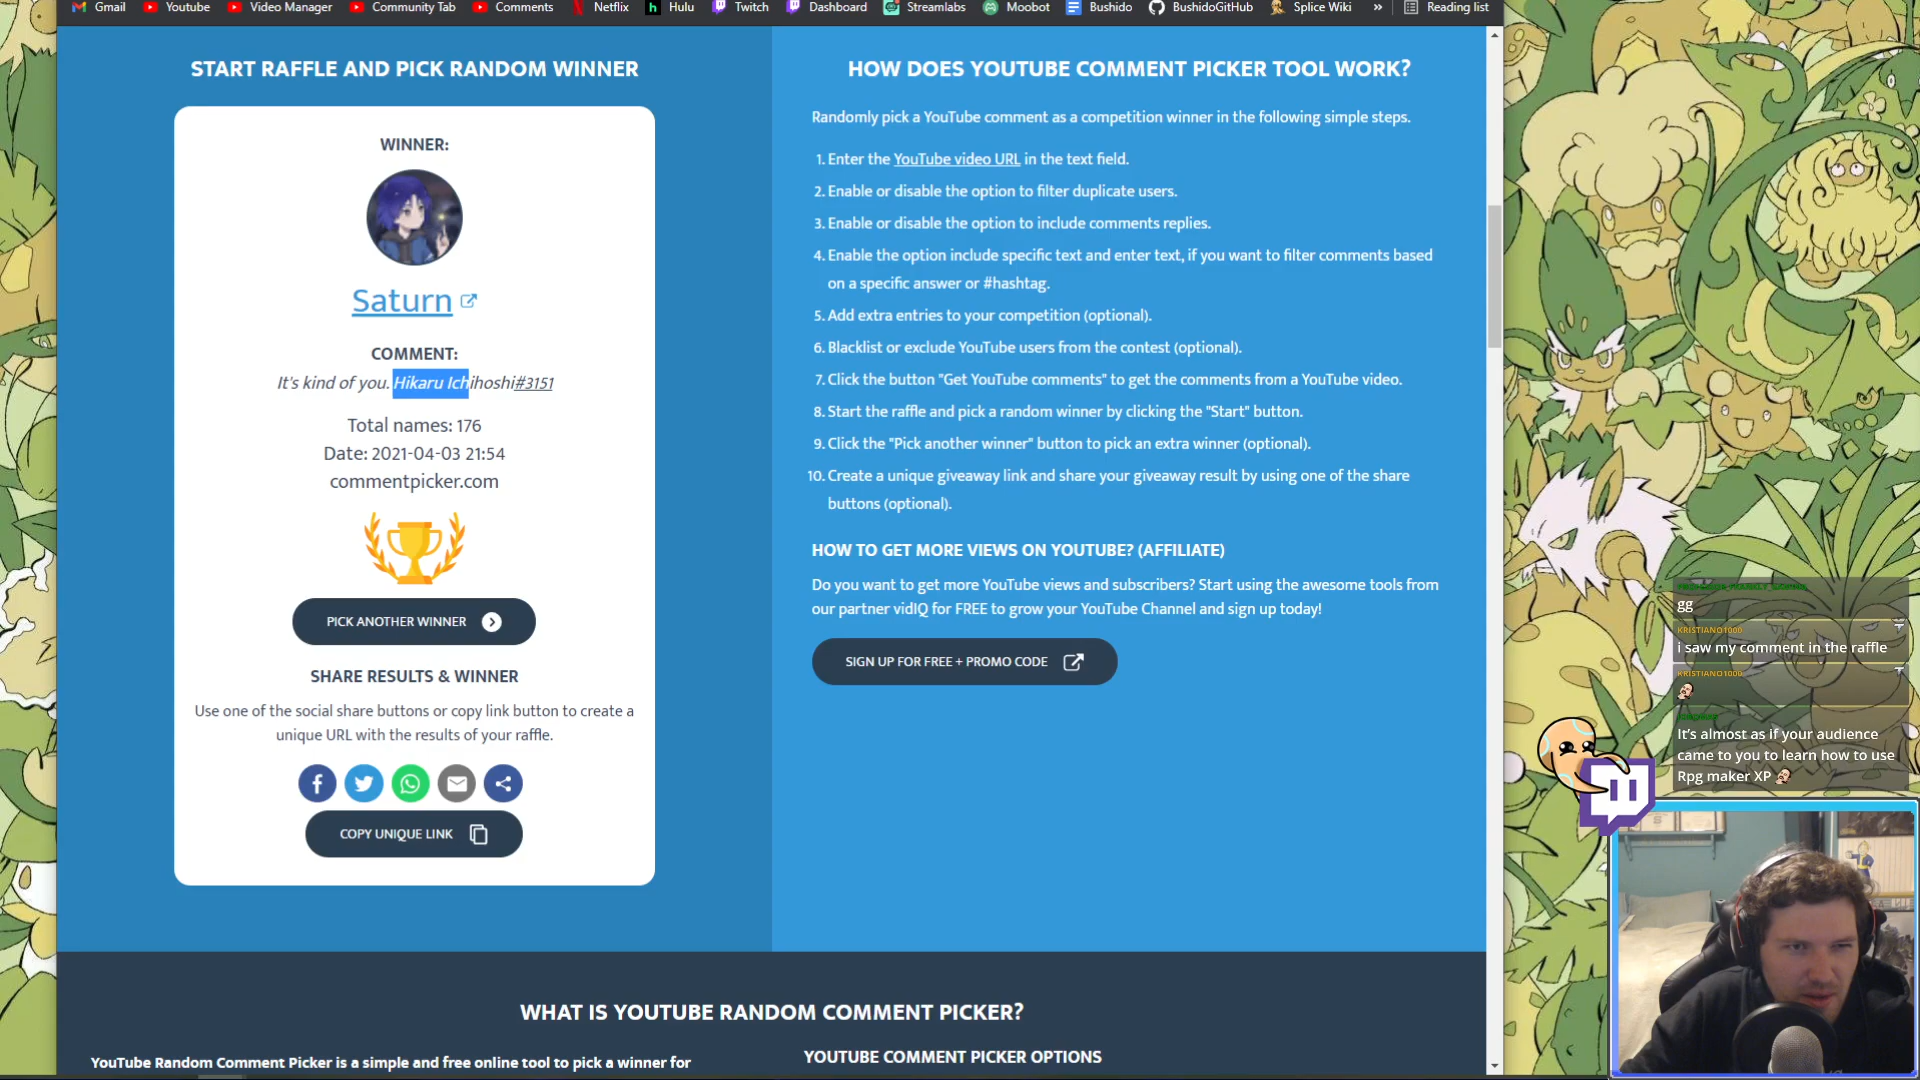 Gmail Youtube Video Manager Community Tab Comments Netflix Hulu Twitch Dashboard Streamlabs Moobot Bushido BushidoGitHub Splice Wiki » Reading list
START RAFFLE AND PICK RANDOM WINNER
WINNER:
Saturn
COMMENT:
It's kind of you. Hikaru Ichihoshi#3151
Total names: 176
Date: 2021-04-03 21:54
commentpicker.com
PICK ANOTHER WINNER
SHARE RESULTS & WINNER
Use one of the social share buttons or copy link button to create a
unique URL with the results of your raffle.
COPY UNIQUE LINK
HOW DOES YOUTUBE COMMENT PICKER TOOL WORK?
Randomly pick a YouTube comment as a competition winner in the following simple steps.
1. Enter the YouTube video URL in the text field.
2. Enable or disable the option to filter duplicate users.
3. Enable or disable the option to include comments replies.
4. Enable the option include specific text and enter text, if you want to filter comments based
on a specific answer or #hashtag.
5. Add extra entries to your competition (optional).
6. Blacklist or exclude YouTube users from the contest (optional).
7. Click the button "Get YouTube comments" to get the comments from a YouTube video.
8. Start the raffle and pick a random winner by clicking the "Start" button.
9. Click the "Pick another winner" button to pick an extra winner (optional).
10. Create a unique giveaway link and share your giveaway result by using one of the share
buttons (optional).
HOW TO GET MORE VIEWS ON YOUTUBE? (AFFILIATE)
Do you want to get more YouTube views and subscribers? Start using the awesome tools from
our partner vidIQ for FREE to grow your YouTube Channel and sign up today!
SIGN UP FOR FREE + PROMO CODE
gg
KRISTIANO1000
i saw my comment in the raffle
KRISTIANO1000
It's almost as if your audience
came to you to learn how to use
Rpg maker XP
WHAT IS YOUTUBE RANDOM COMMENT PICKER?
YouTube Random Comment Picker is a simple and free online tool to pick a winner for
YOUTUBE COMMENT PICKER OPTIONS